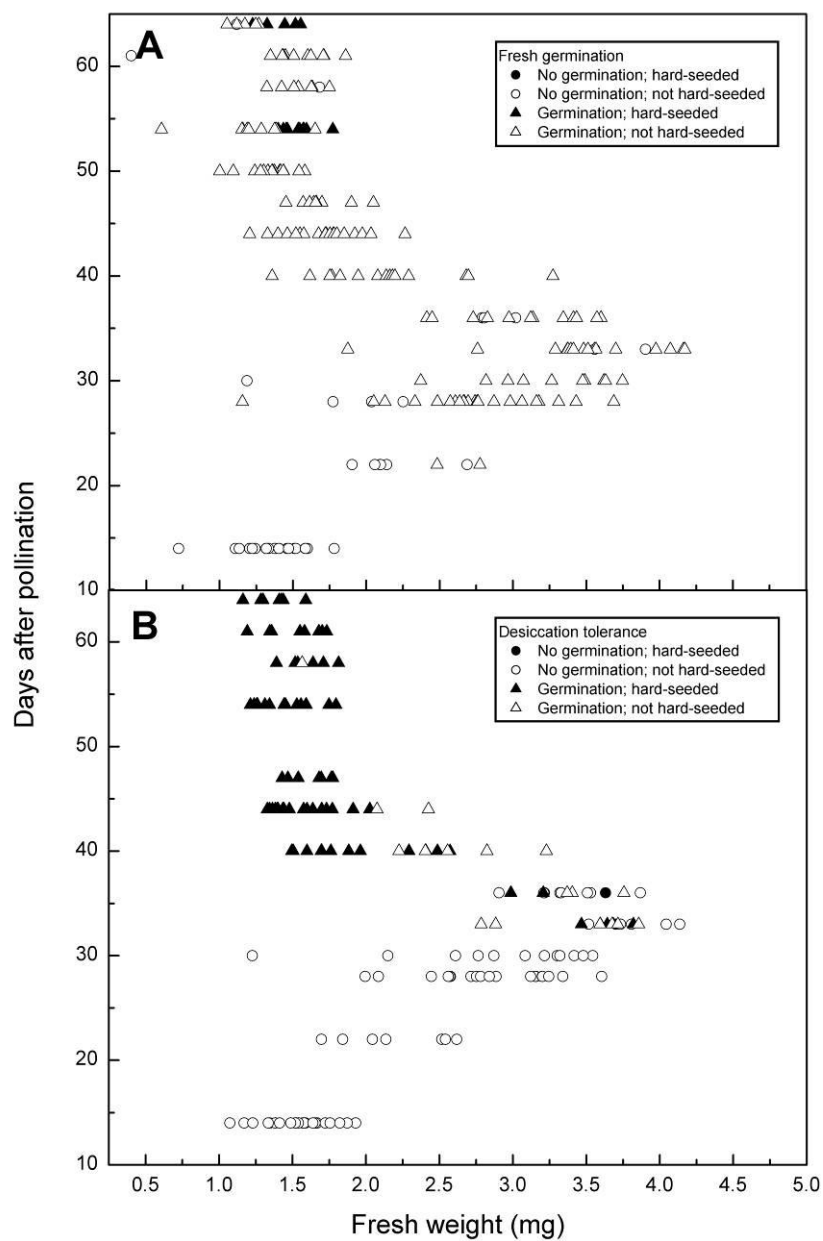 A
Fresh germination
No germination; hard-seeded
No germination; not hard-seeded
Germination; hard-seeded
Germination; not hard-seeded
60
50
40
30
20
10
B
Desiccation tolerance
No germination; hard-seeded
No germination; not hard-seeded
Germination; hard-seeded
Germination; not hard-seeded
60
50
40
30
20
10
0.5 1.0 1.5 2.0 2.5 3.0 3.5 4.0 4.5 5.0
Days after pollination
Fresh weight (mg)